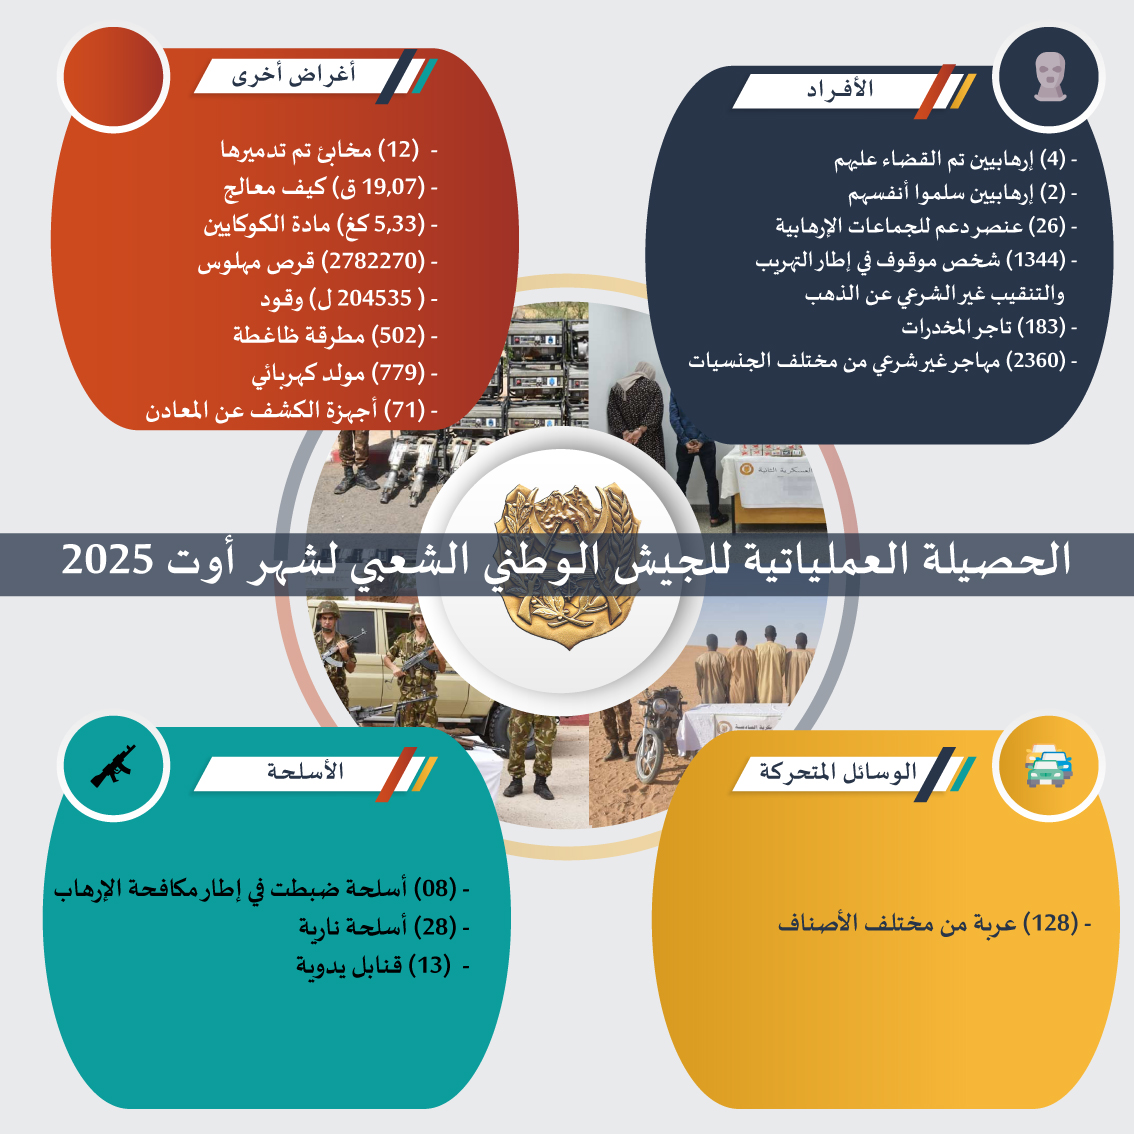 الأفراد
- (4) إرهابيين تم القضاء عليهم
- (2) إرهابيين سلموا أنفسهم
- (26) عنصر دعم للجماعات الإرهابية
- (1344) شخص موقوف في إطار التهريب
والتنقيب غير الشرعي عن الذهب
- (183) تاجر المخدرات
- (2360) مهاجر غير شرعي من مختلف الجنسيات
أغراض أخرى
- (12) مخابئ تم تدميرها
- (19,07 ق) كيف معالج
- (5,33 كغ) مادة الكوكايين
- (2782270) قرص مهلوس
- ( 204535 ل) وقود
- (502) مطرقة ظاغطة
- (779) مولد كهربائي
- (71) أجهزة الكشف عن المعادن
العسكرية الثانية
الحصيلة العملياتية للجيش الوطني الشعبي لشهر أوت 2025
الوسائل المتحركة
- (128) عربة من مختلف الأصناف
الأسلحة
- (08) أسلحة ضبطت في إطار مكافحة الإرهاب
- (28) أسلحة نارية
- (13) قنابل يدوية